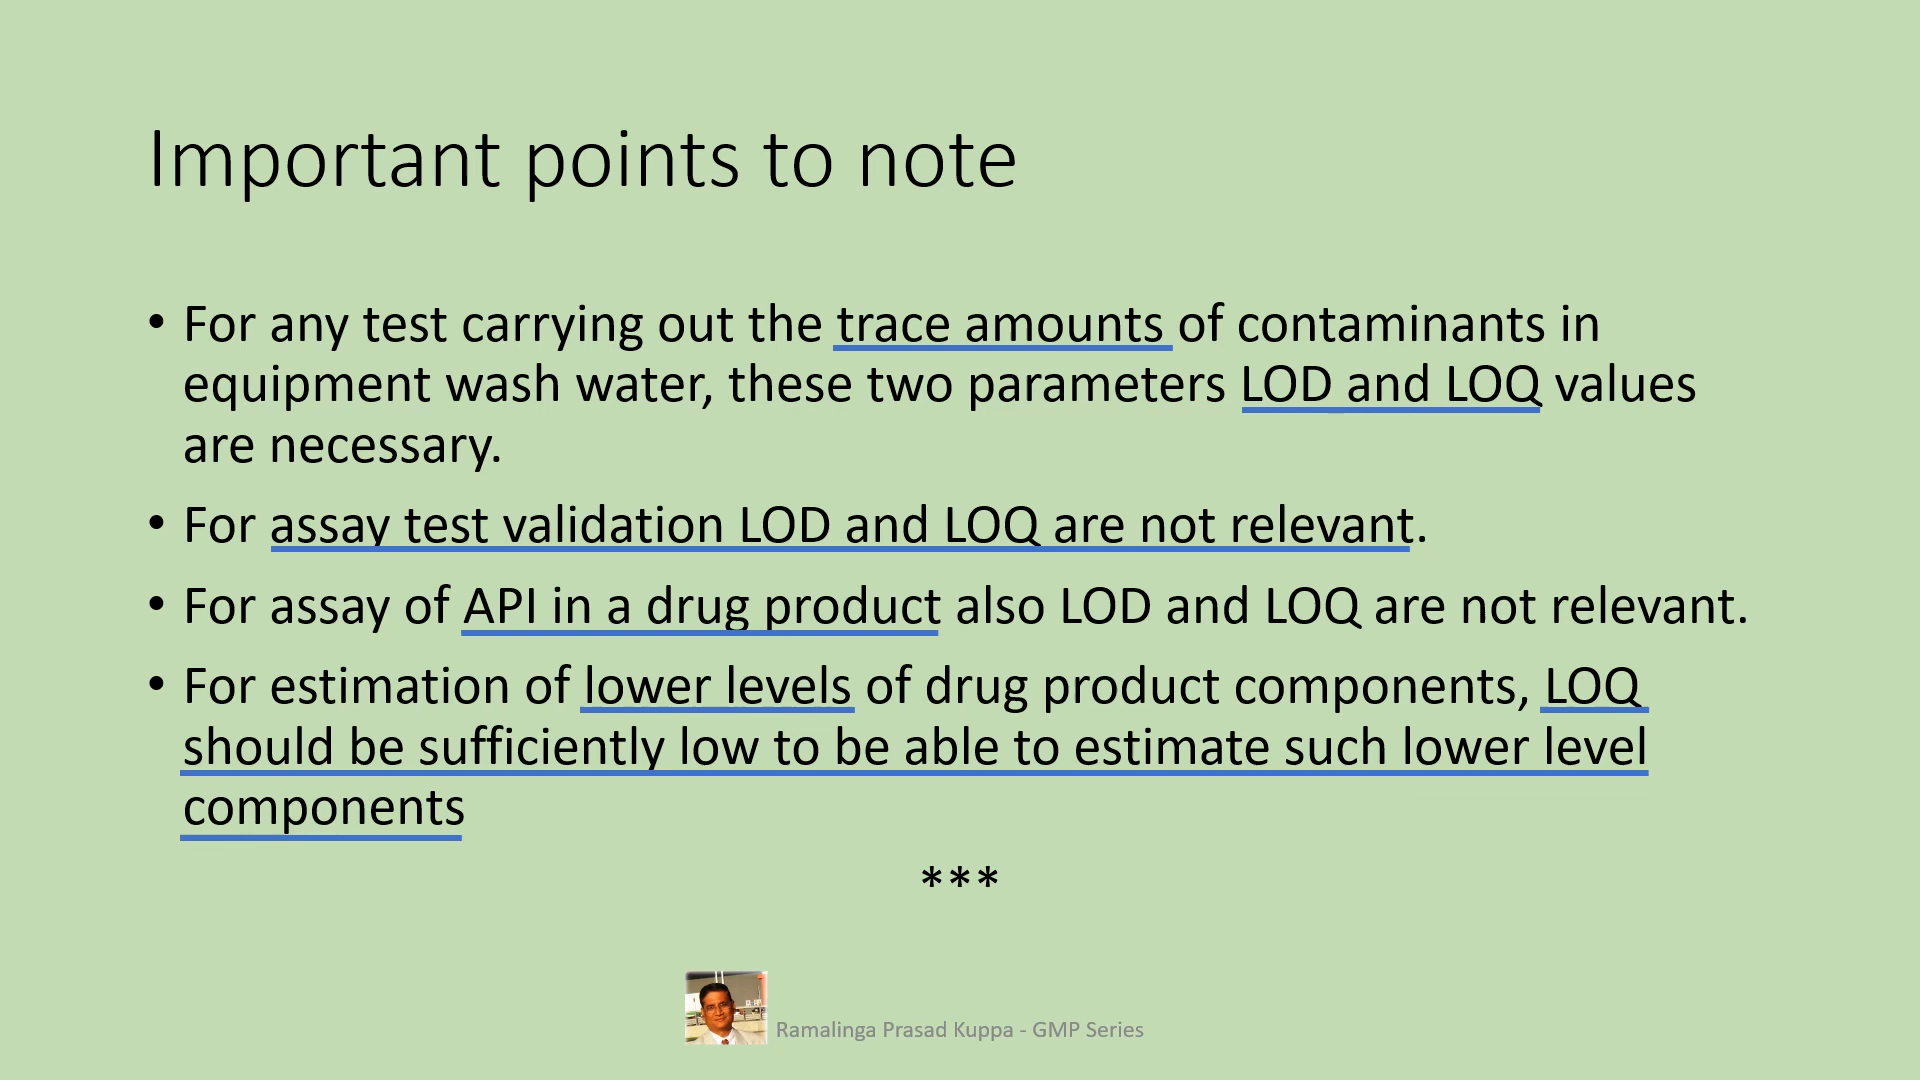 Important points to note
• For any test carrying out the trace amounts of contaminants in
equipment wash water, these two parameters LOD and LOQ values
are necessary.
• For assay test validation LOD and LOQ are not relevant.
• For assay of API in a drug product also LOD and LOQ are not relevant.
• For estimation of lower levels of drug product components, LOQ
should be sufficiently low to be able to estimate such lower level
components
***
Ramalinga Prasad Kuppa - GMP Series